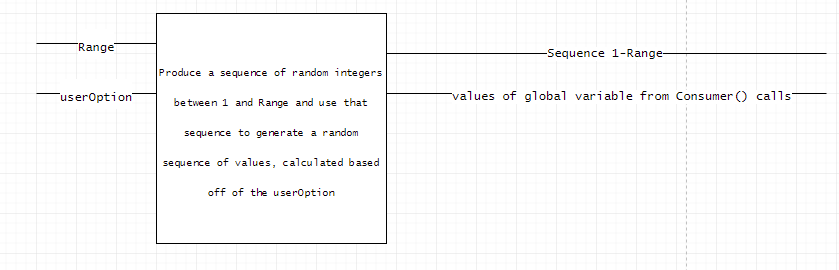 Range
userOption
Produce a sequence of random integers
between 1 and Range and use that
sequence to generate a random
sequence of values, calculated based
off of the userOption
Sequence 1-Range
values of global variable from Consumer() calls